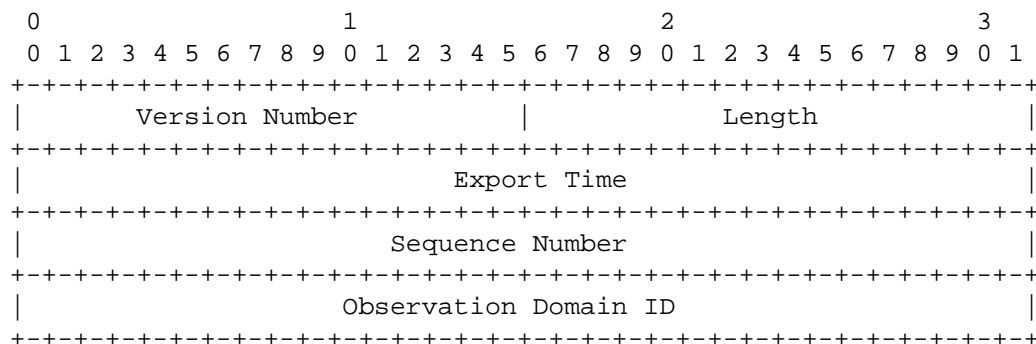 0                   1                   2                   3
 0 1 2 3 4 5 6 7 8 9 0 1 2 3 4 5 6 7 8 9 0 1 2 3 4 5 6 7 8 9 0 1
+-+-+-+-+-+-+-+-+-+-+-+-+-+-+-+-+-+-+-+-+-+-+-+-+-+-+-+-+-+-+-+-+
|       Version Number          |            Length             |
+-+-+-+-+-+-+-+-+-+-+-+-+-+-+-+-+-+-+-+-+-+-+-+-+-+-+-+-+-+-+-+-+
|                           Export Time                         |
+-+-+-+-+-+-+-+-+-+-+-+-+-+-+-+-+-+-+-+-+-+-+-+-+-+-+-+-+-+-+-+-+
|                       Sequence Number                         |
+-+-+-+-+-+-+-+-+-+-+-+-+-+-+-+-+-+-+-+-+-+-+-+-+-+-+-+-+-+-+-+-+
|                    Observation Domain ID                      |
+-+-+-+-+-+-+-+-+-+-+-+-+-+-+-+-+-+-+-+-+-+-+-+-+-+-+-+-+-+-+-+-+